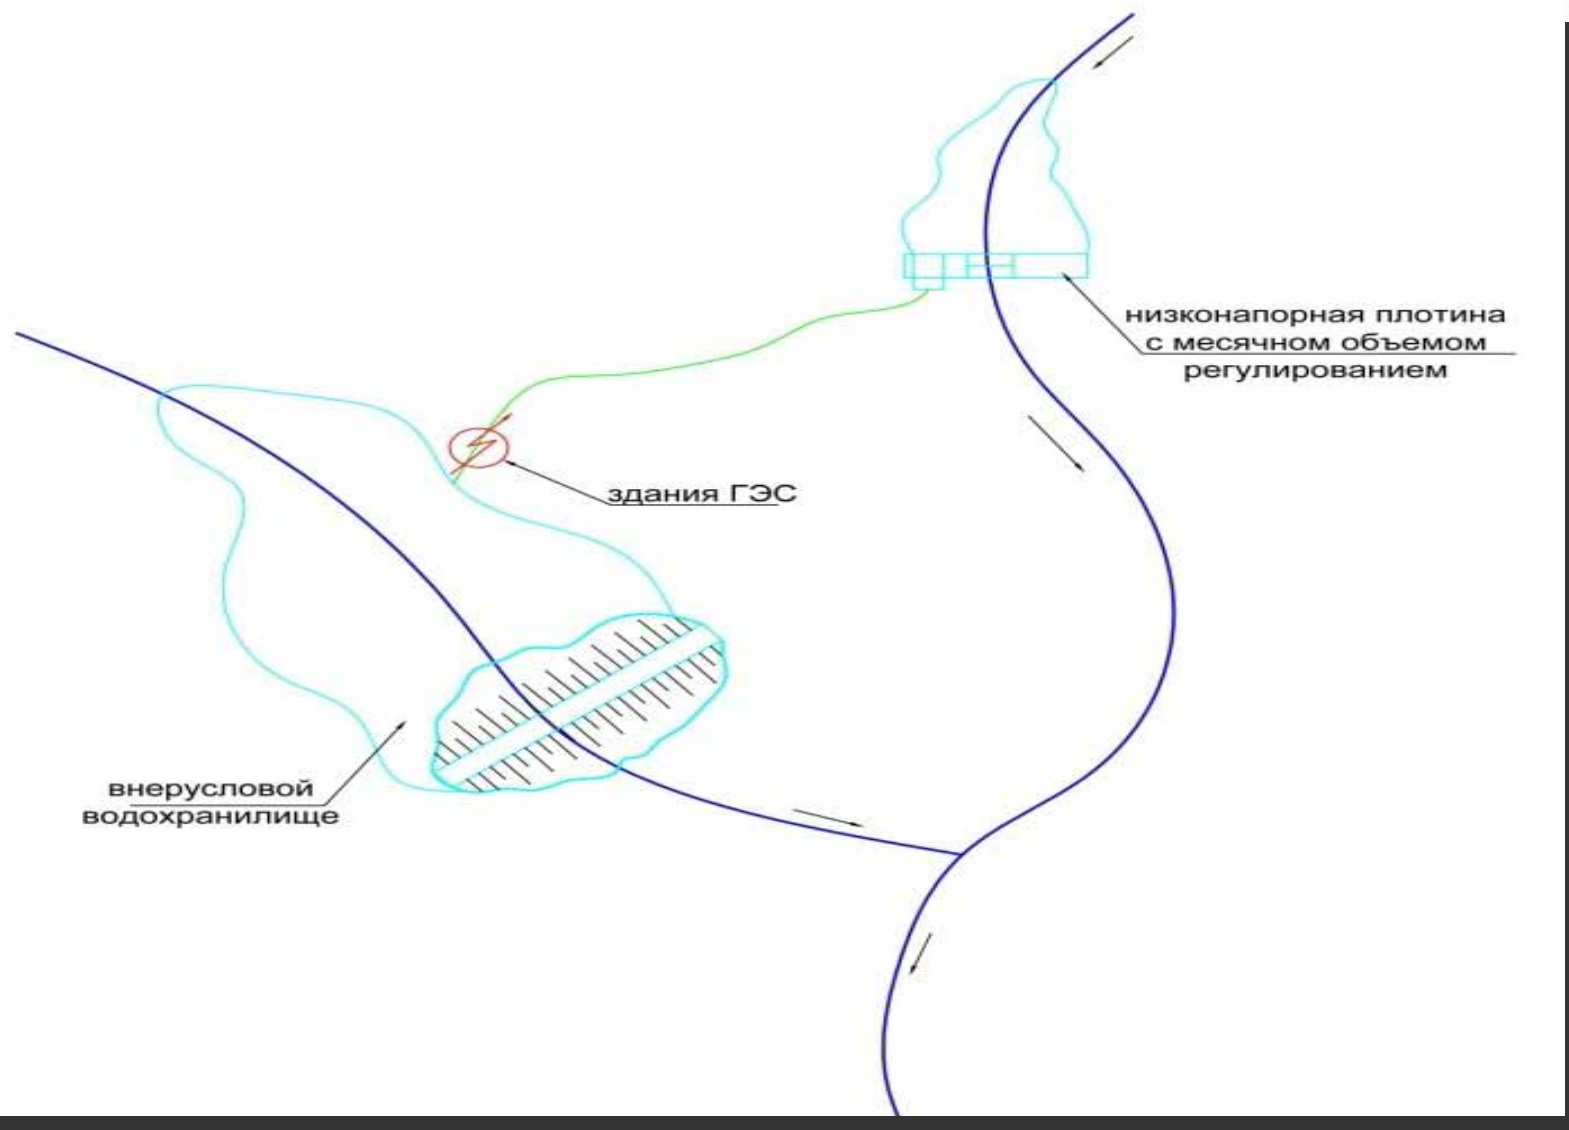 низконапорная плотина
с месячном объемом
регулированием
здания ГЭС
внерусловой
водохранилище